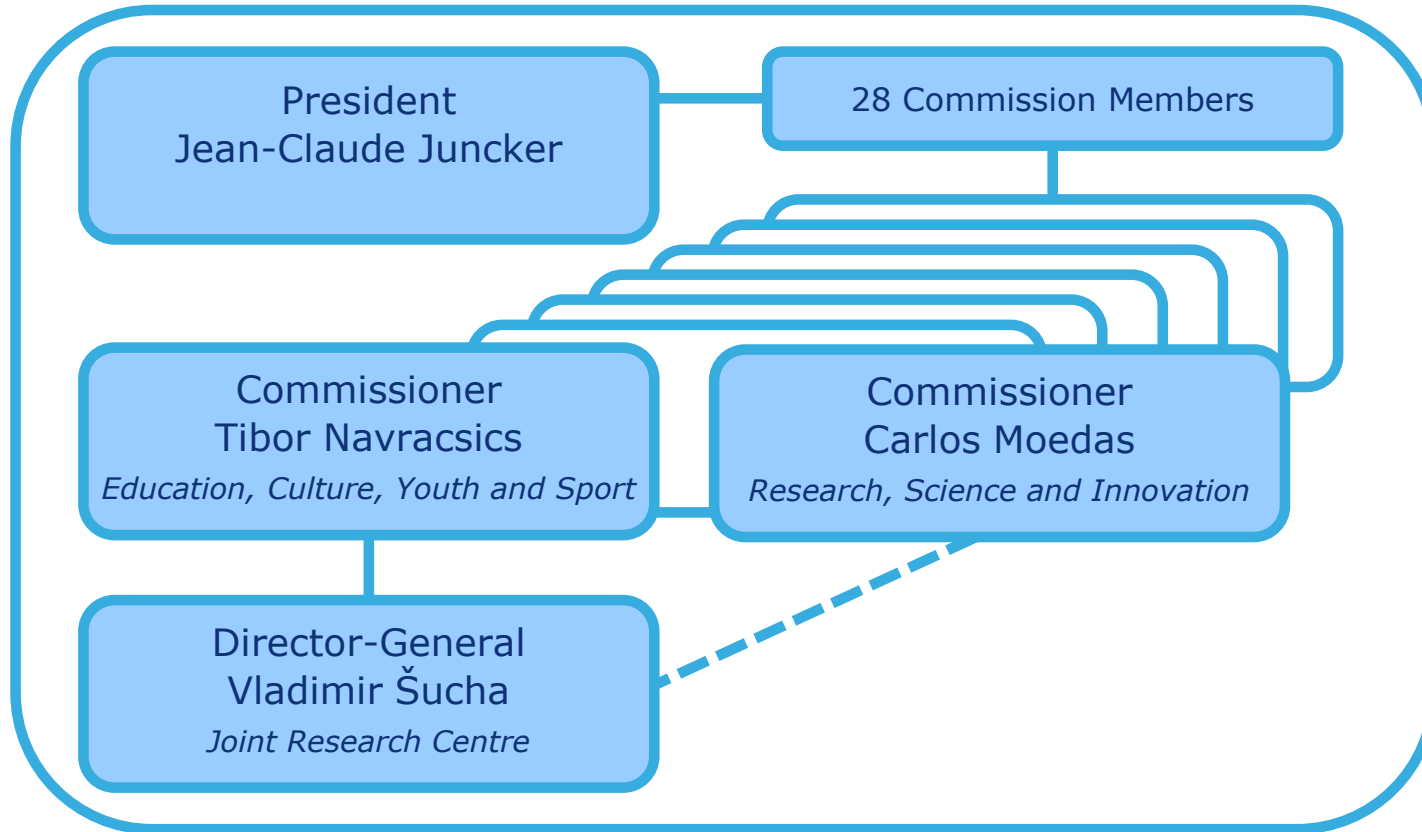 President
Jean-Claude Juncker
28 Commission Members
Commissioner
Tibor Navracsics
Education, Culture, Youth and Sport
Commissioner
Carlos Moedas
Research, Science and Innovation
Director-General
Vladimir Šucha
Joint Research Centre